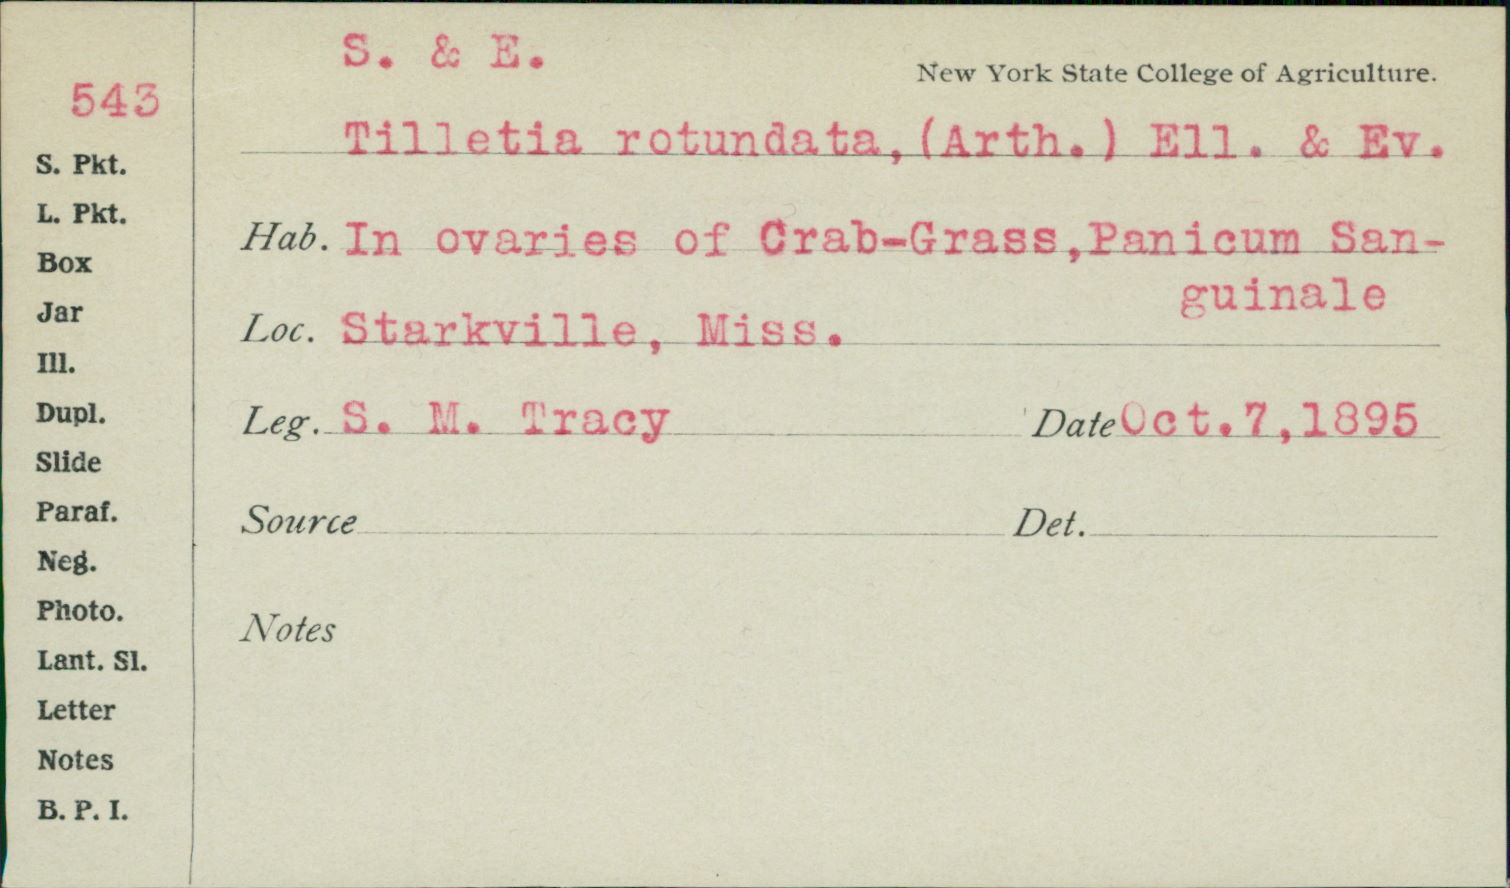 S. & E.
New York State College of Agriculture.
543
Tilletia rotundata,(Arth.) Ell. & Ev.
Hab. In ovaries of Crab-Grass,Panicum San-
guinale
Loc. Starkville, Miss.
Leg. S. M. Tracy Date Oct.7,1895
Source Det.
Notes
S. Pkt.
L. Pkt.
Box
Jar
Ill.
Dupl.
Slide
Paraf.
Neg.
Photo.
Lant. Sl.
Letter
Notes
B. P. I.